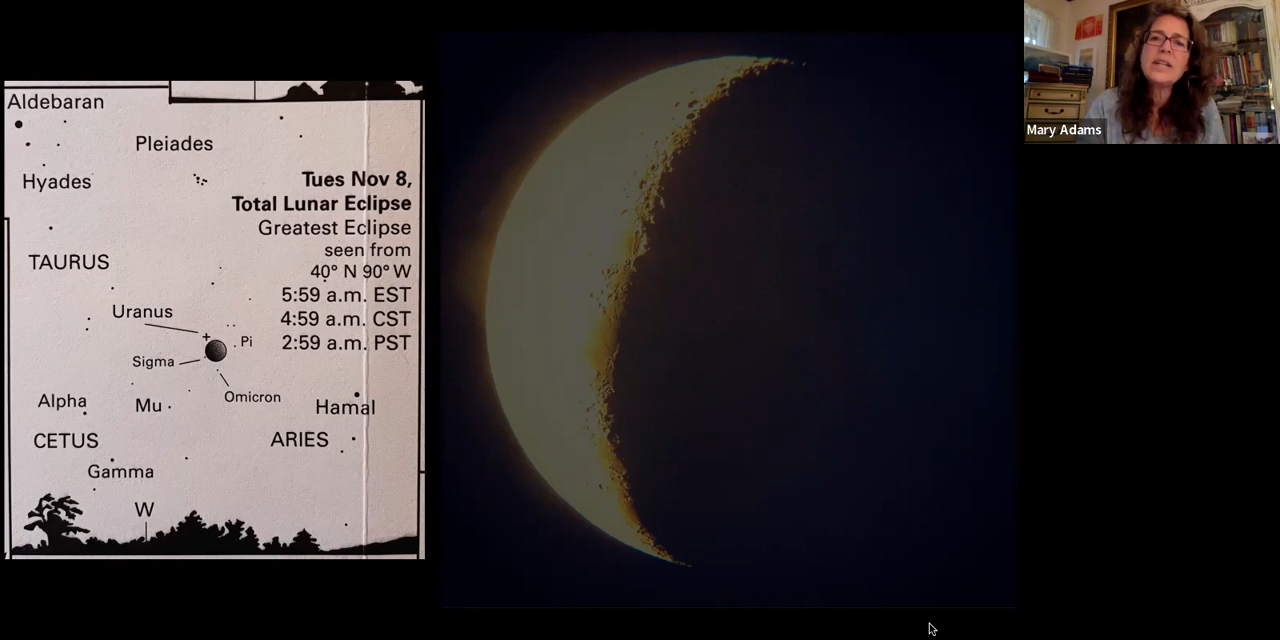 Aldebaran
Pleiades
Hyades
Tues Nov 8,
Total Lunar Eclipse
Greatest Eclipse
seen from
40° N 90° W
TAURUS
5:59 a.m. EST
Uranus
4:59 a.m. CST
Pi
2:59 a.m. PST
Sigma
Omicron
Alpha
Mu
Hamal
CETUS
ARIES
Gamma
W
Mary Adams